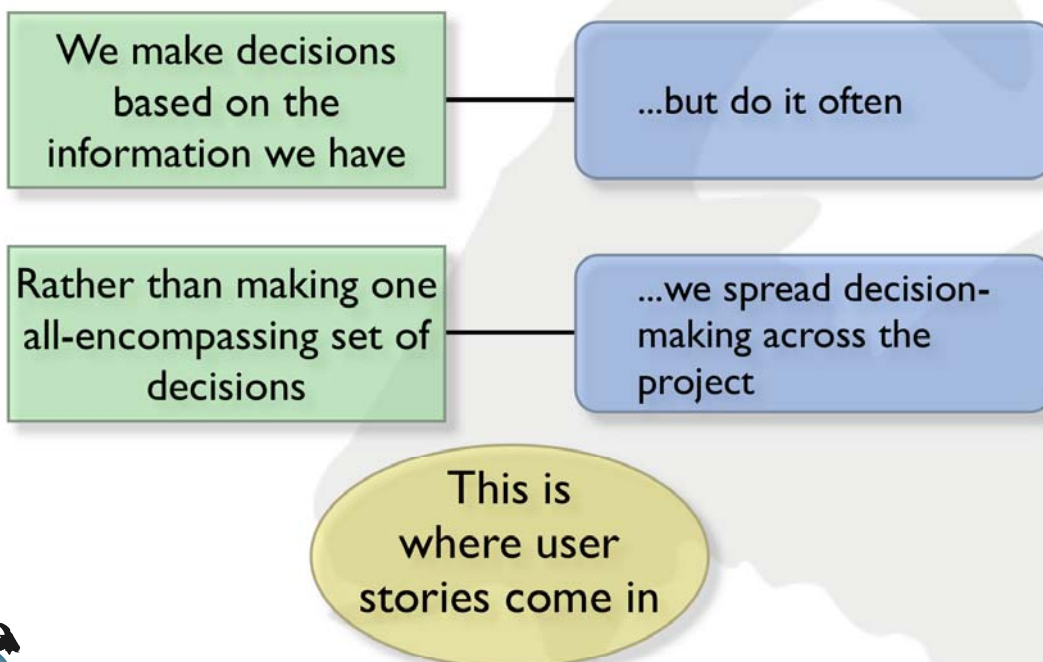 We make decisions
based on the
information we have
...but do it often
Rather than making one
all-encompassing set of
decisions
...we spread decision-
making across the
project
This is
where user
stories come in